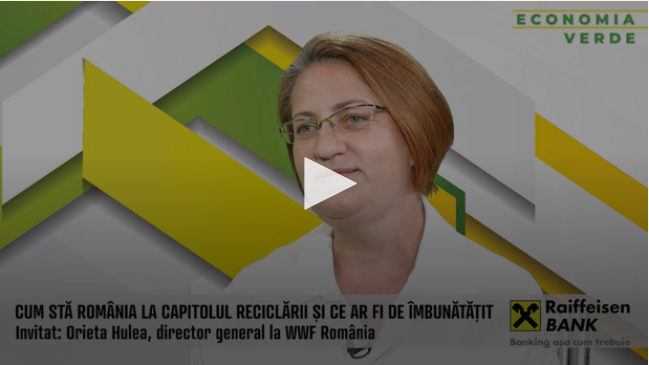 ECONOMIA
VERDE
CUM STĂ ROMÂNIA LA CAPITOLUL RECICLĂRII ȘI CE AR FI DE ÎMBUNĂTĂȚIT
Invitat: Orieta Hulea, director general la WWF România
Raiffeisen
BANK
Banking așa cum trebuie